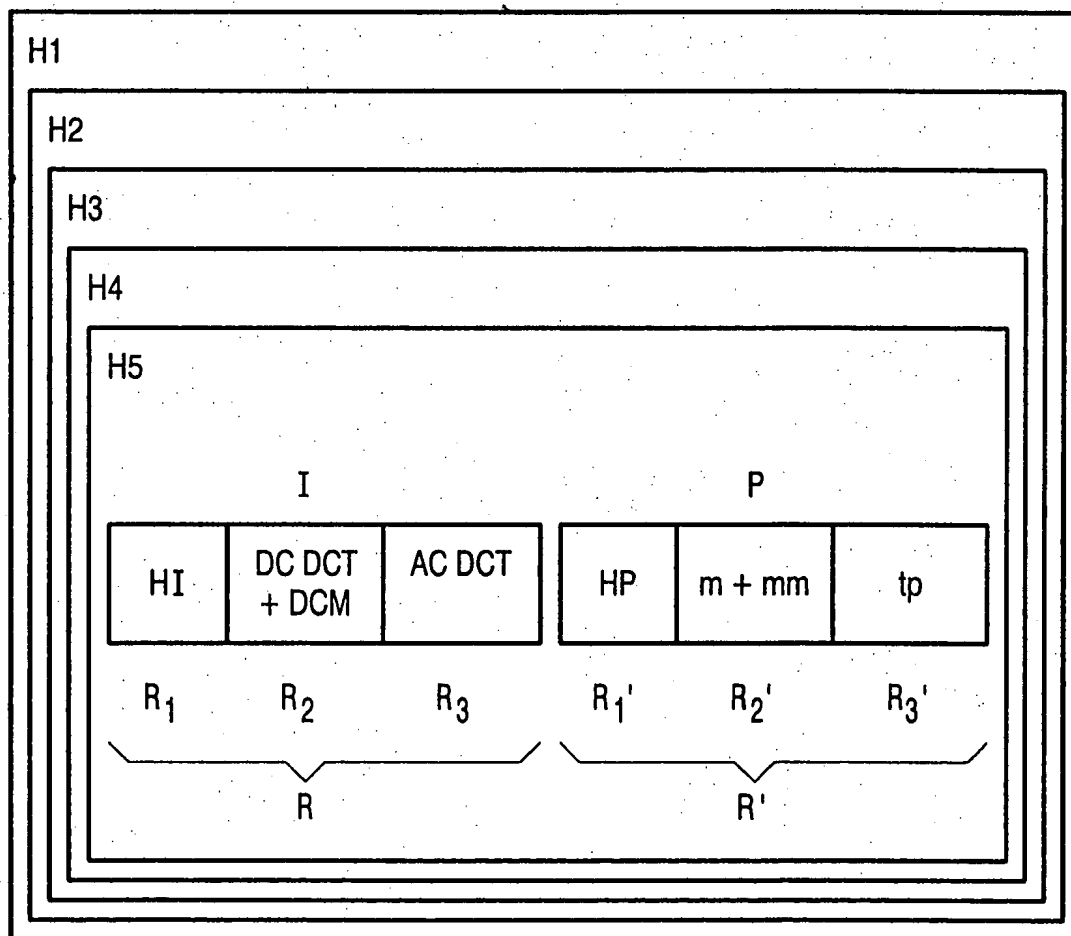 H1
H2
H3
H4
H5
I P
HI DC DCT + DCM AC DCT HP m + mm tp
R1 R2 R3 R1' R2' R3'
R R'